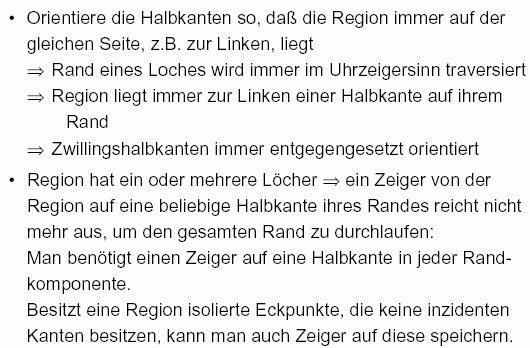 • Orientiere die Halbkanten so, daß die Region immer auf der
gleichen Seite, z.B. zur Linken, liegt
⇒ Rand eines Loches wird immer im Uhrzeigersinn traversiert
⇒ Region liegt immer zur Linken einer Halbkante auf ihrem
Rand
⇒ Zwillingshalbkanten immer entgegengesetzt orientiert
• Region hat ein oder mehrere Löcher ⇒ ein Zeiger von der
Region auf eine beliebige Halbkante ihres Randes reicht nicht
mehr aus, um den gesamten Rand zu durchlaufen:
Man benötigt einen Zeiger auf eine Halbkante in jeder Rand-
komponente.
Besitzt eine Region isolierte Eckpunkte, die keine inzidenten
Kanten besitzen, kann man auch Zeiger auf diese speichern.